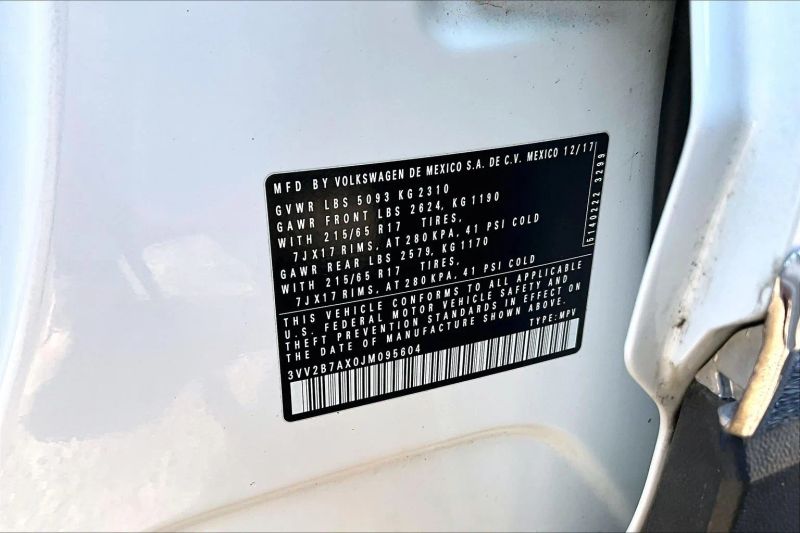 MFD BY VOLKSWAGEN DE MEXICO S.A. DE C.V. MEXICO 12/17
GVWR LBS 5093 KG 2310
GAWR FRONT LBS 2624, KG 1190
WITH 215/65 R17 TIRES,
7JX17 RIMS, AT 280 KPA, 41 PSI COLD
GAWR REAR LBS 2579, KG 1170
WITH 215/65 R17 TIRES,
7JX17 RIMS, AT 280 KPA, 41 PSI COLD
THIS VEHICLE CONFORMS TO ALL APPLICABLE
U.S. FEDERAL MOTOR VEHICLE SAFETY AND
THEFT PREVENTION STANDARDS IN EFFECT ON
THE DATE OF MANUFACTURE SHOWN ABOVE.
TYPE: MPV
3VV2B7AX0JM095604
5140222 3299